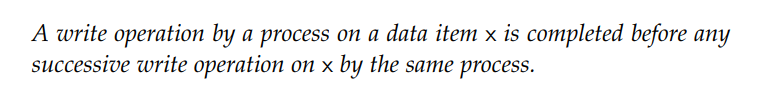 A write operation by a process on a data item x is completed before any
successive write operation on x by the same process.